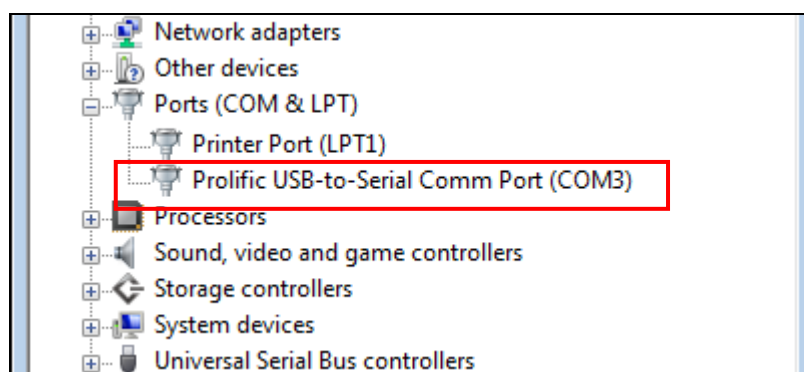 Network adapters
Other devices
Ports (COM & LPT)
Printer Port (LPT1)
Prolific USB-to-Serial Comm Port (COM3)
Processors
Sound, video and game controllers
Storage controllers
System devices
Universal Serial Bus controllers